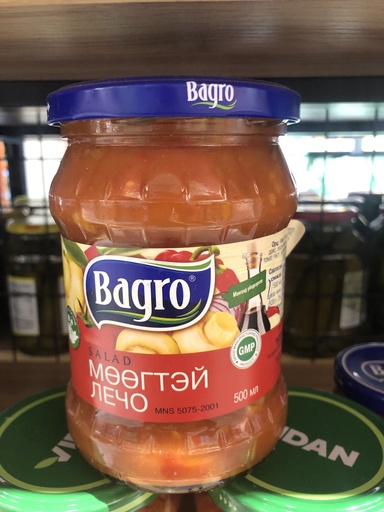 Bagro
Bagro®
SALAD
МӨӨГТЭЙ
ЛЕЧО
MNS 5075-2001
GMP
500 мл
DAN